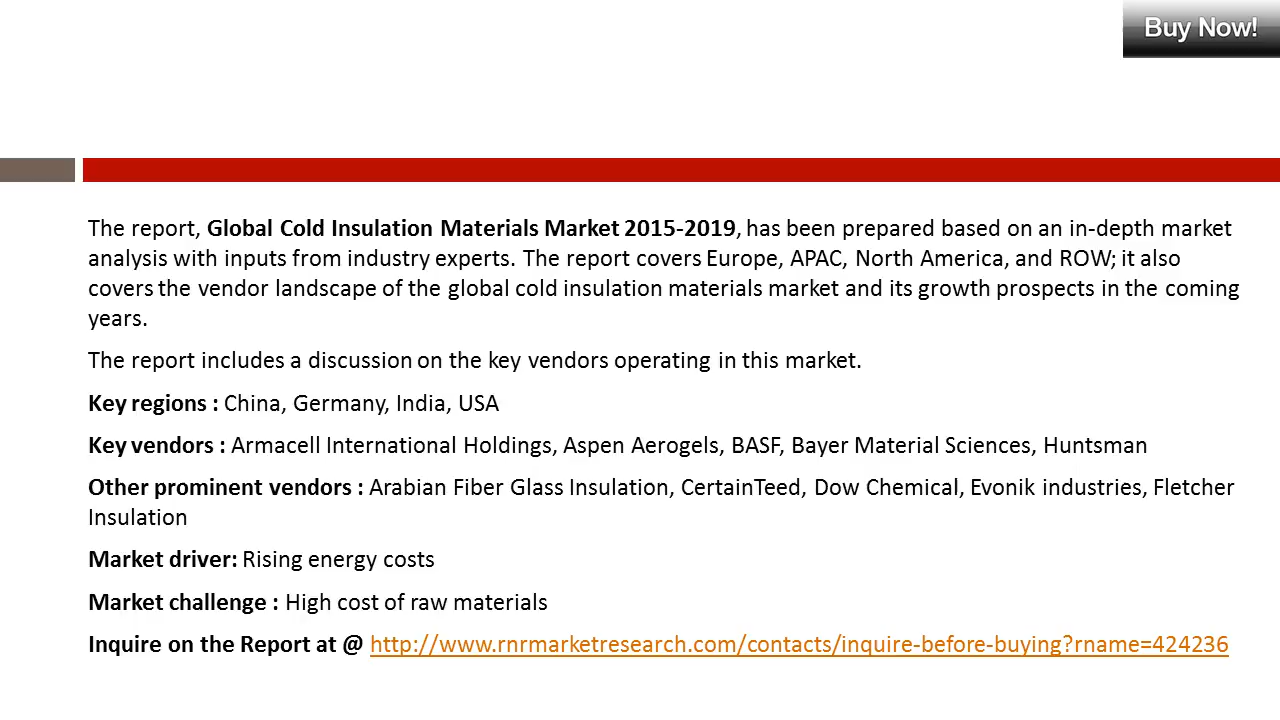 Buy Now!
The report, Global Cold Insulation Materials Market 2015-2019, has been prepared based on an in-depth market
analysis with inputs from industry experts. The report covers Europe, APAC, North America, and ROW; it also
covers the vendor landscape of the global cold insulation materials market and its growth prospects in the coming
years.
The report includes a discussion on the key vendors operating in this market.
Key regions : China, Germany, India, USA
Key vendors : Armacell International Holdings, Aspen Aerogels, BASF, Bayer Material Sciences, Huntsman
Other prominent vendors : Arabian Fiber Glass Insulation, CertainTeed, Dow Chemical, Evonik industries, Fletcher
Insulation
Market driver: Rising energy costs
Market challenge : High cost of raw materials
Inquire on the Report at @ http://www.rnrmarketresearch.com/contacts/inquire-before-buying?rname=424236